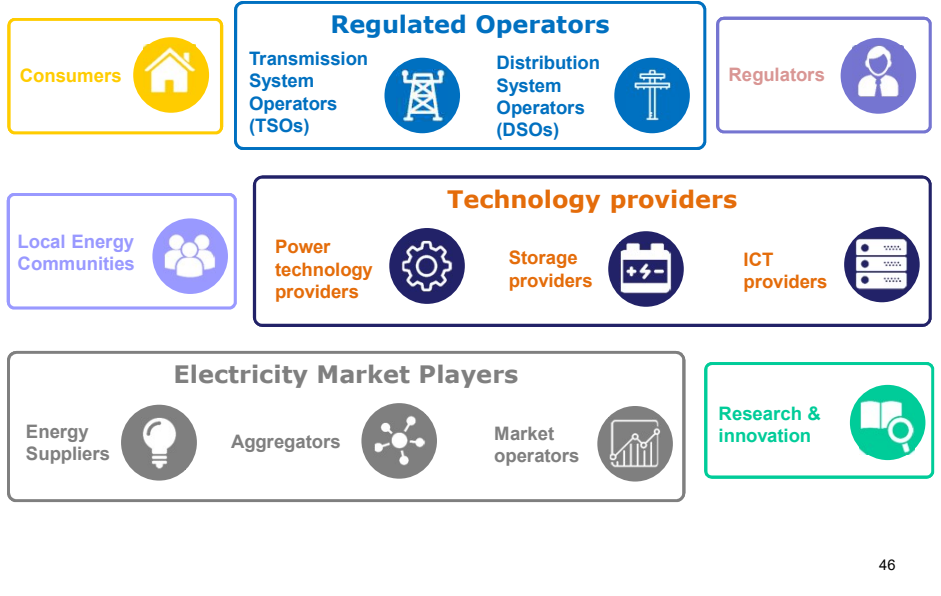 Consumers
Regulated Operators
Transmission
System
Operators
(TSOs)
Distribution
System
Operators
(DSOs)
Regulators
Local Energy
Communities
Technology providers
Power
technology
providers
Storage
providers
ICT
providers
Electricity Market Players
Energy
Suppliers
Aggregators
Market
operators
Research &
innovation
46